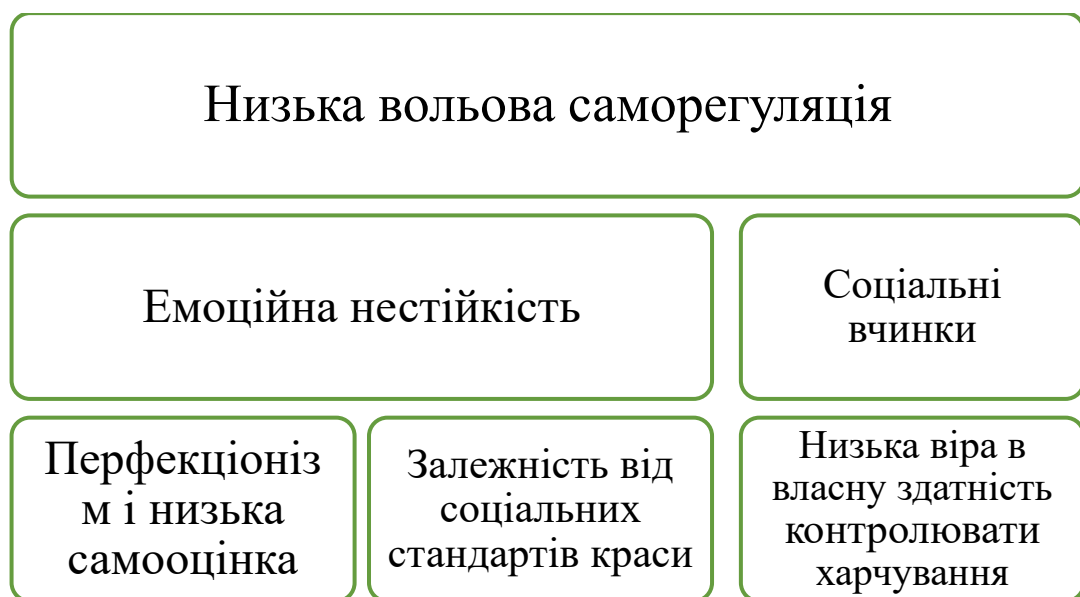 Низька вольова саморегуляція
Емоційна нестійкість
Соціальні
вчинки
Перфекціоніз
м і низька
самооцінка
Залежність від
соціальних
стандартів краси
Низька віра в
власну здатність
контролювати
харчування